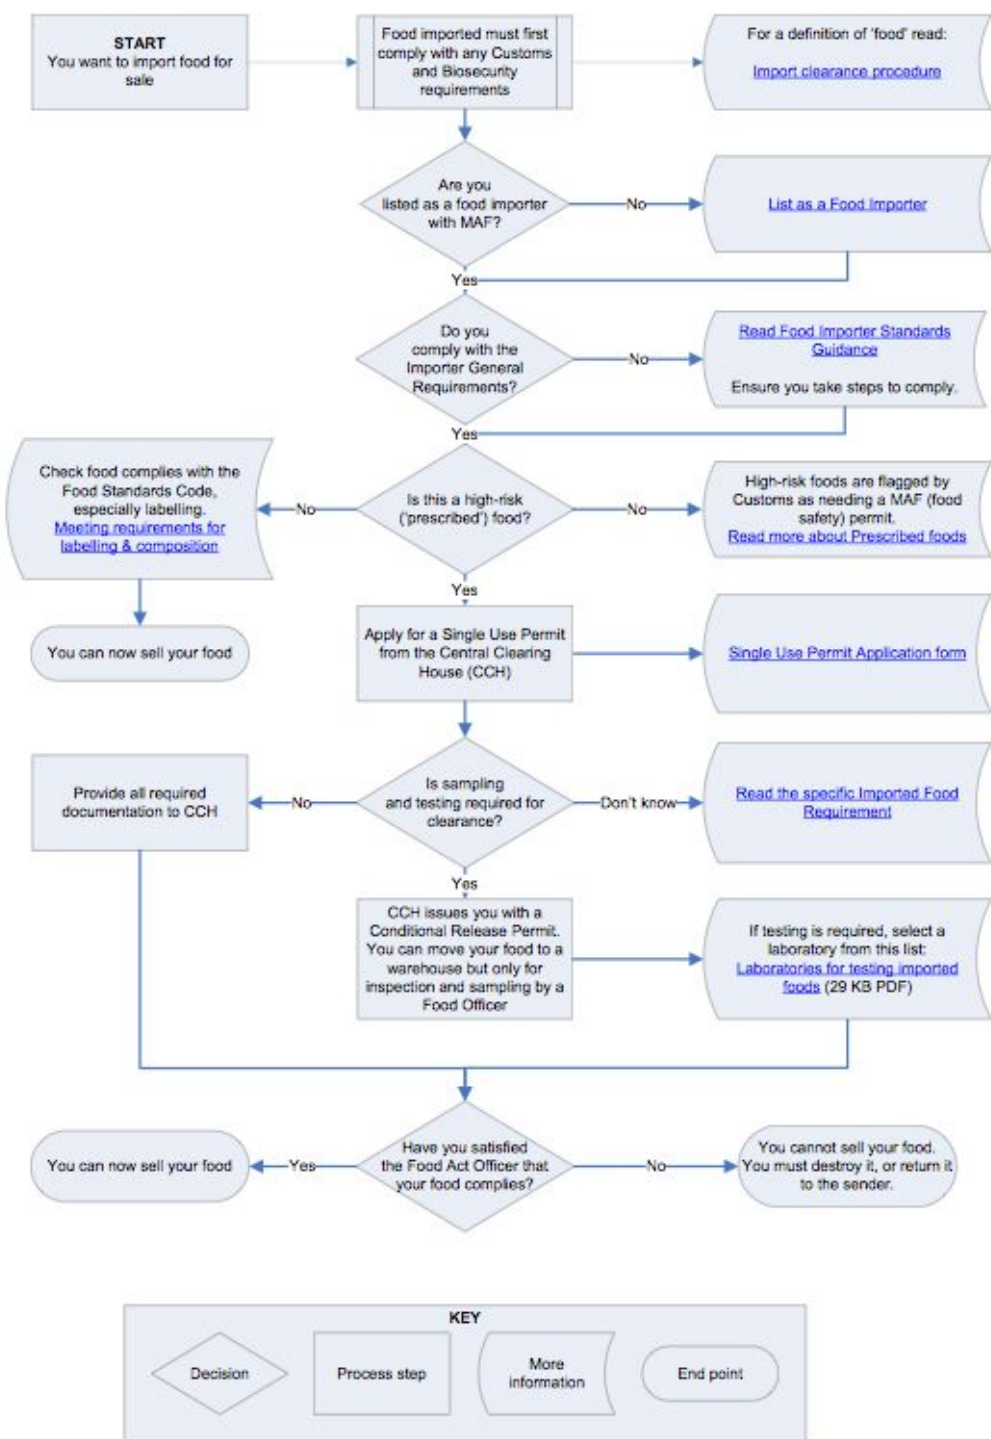 START
You want to import food for
sale
Food imported must first
comply with any Customs
and Biosecurity
requirements
For a definition of 'food' read:
Import clearance procedure
Are you
listed as a food importer
with MAF?
No
List as a Food Importer
Yes
Do you
comply with the
Importer General
Requirements?
No
Read Food Importer Standards
Guidance
Ensure you take steps to comply.
Yes
Check food complies with the
Food Standards Code,
especially labelling.
Meeting requirements for
labelling & composition
No
Is this a high-risk
('prescribed') food?
No
High-risk foods are flagged by
Customs as needing a MAF (food
safety) permit.
Read more about Prescribed foods
Yes
You can now sell your food
Apply for a Single Use Permit
from the Central Clearing
House (CCH)
Single Use Permit Application form
Provide all required
documentation to CCH
No
Is sampling
and testing required for
clearance?
Don't know
Read the specific Imported Food
Requirement
Yes
CCH issues you with a
Conditional Release Permit.
You can move your food to a
warehouse but only for
inspection and sampling by a
Food Officer
If testing is required, select a
laboratory from this list:
Laboratories for testing imported
foods (29 KB PDF)
You can now sell your food
Yes
Have you satisfied
the Food Act Officer that
your food complies?
No
You cannot sell your food.
You must destroy it, or return it
to the sender.
KEY
Decision
Process step
More
information
End point